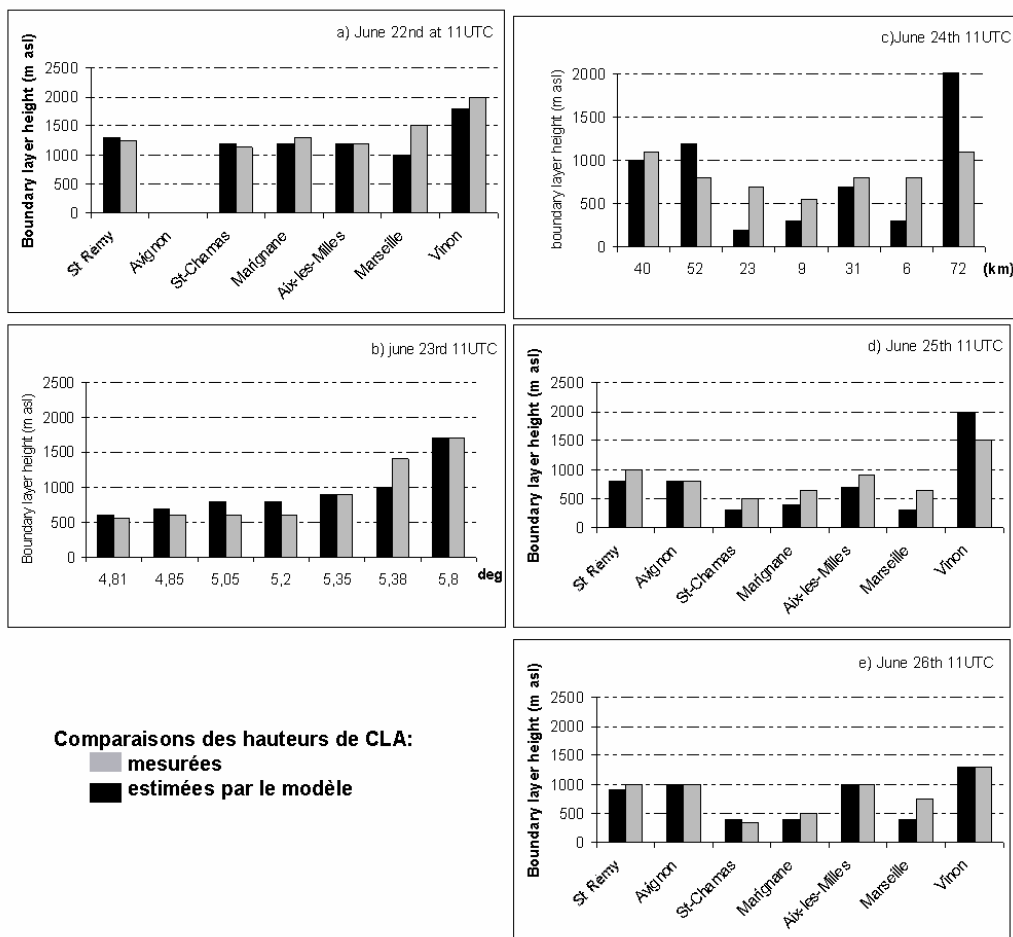 a) June 22nd at 11UTC
Boundary layer height (m asl)
2500
2000
1500
1000
500
0
St Rémy
Avignon
St-Chamas
Marignane
Aix-les-Milles
Marseille
Vinon
c)June 24th 11UTC
boundary layer height (m asl)
2000
1500
1000
500
0
40 52 23 9 31 6 72 (km)
b) june 23rd 11UTC
Boundary layer height (m asl)
2500
2000
1500
1000
500
0
4,81 4,85 5,05 5,2 5,35 5,38 5,8 deg
d) June 25th 11UTC
Boundary layer height (m asl)
2500
2000
1500
1000
500
0
St Rémy
Avignon
St-Chamas
Marignane
Aix-les-Milles
Marseille
Vinon
Comparaisons des hauteurs de CLA:
mesurées
estimées par le modèle
e) June 26th 11UTC
Boundary layer height (m asl)
2500
2000
1500
1000
500
0
St Rémy
Avignon
St-Chamas
Marignane
Aix-les-Milles
Marseille
Vinon